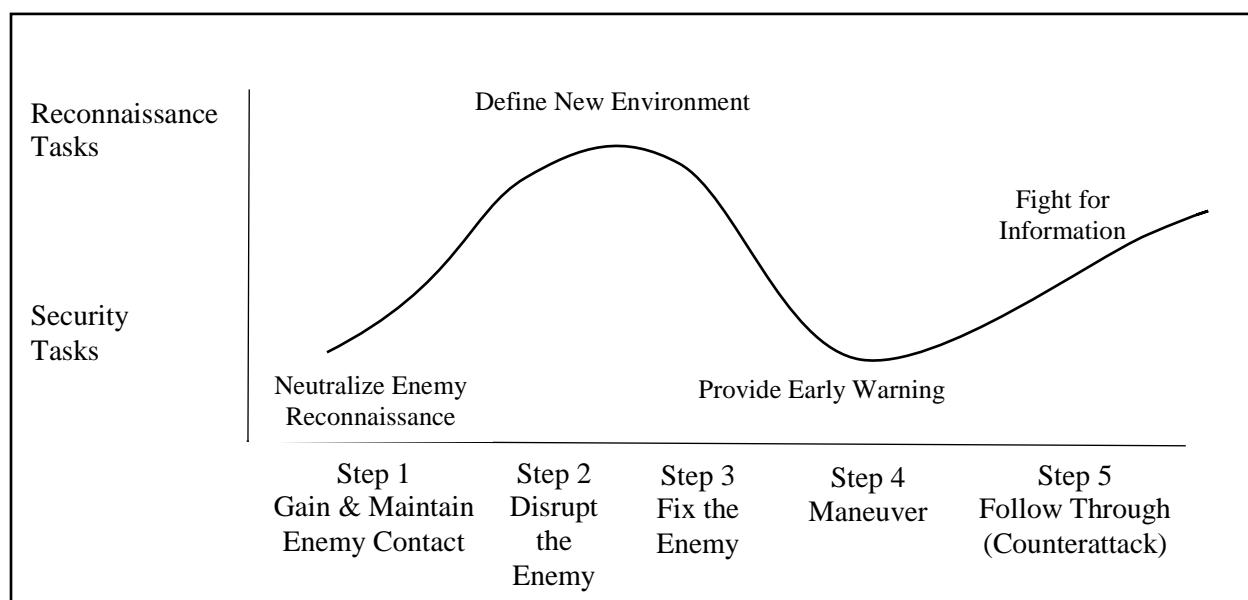 Define New Environment
Reconnaissance
Tasks
Fight for
Information
Security
Tasks
Neutralize Enemy
Reconnaissance
Provide Early Warning
Step 1
Gain & Maintain
Enemy Contact
Step 2
Disrupt
the
Enemy
Step 3
Fix the
Enemy
Step 4
Maneuver
Step 5
Follow Through
(Counterattack)